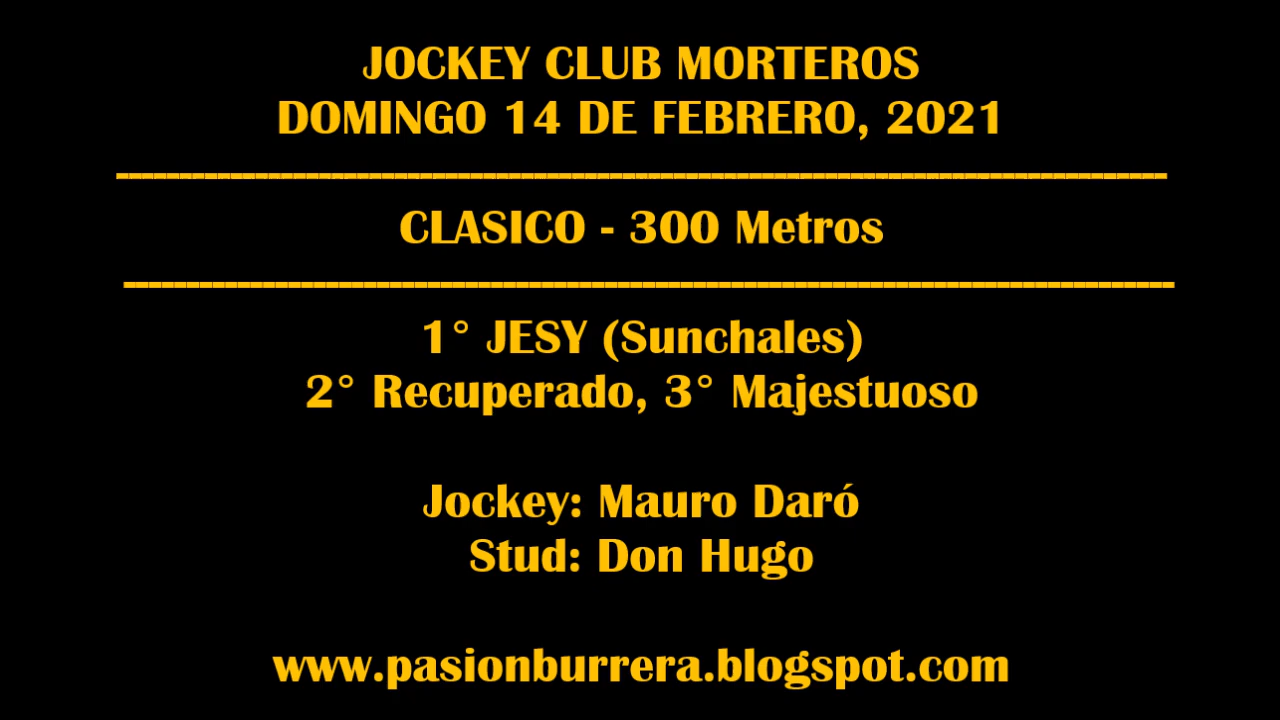 JOCKEY CLUB MORTEROS
DOMINGO 14 DE FEBRERO, 2021
CLASICO - 300 Metros
1° JESY (Sunchales)
2° Recuperado, 3° Majestuoso
Jockey: Mauro Daró
Stud: Don Hugo
www.pasionburrera.blogspot.com